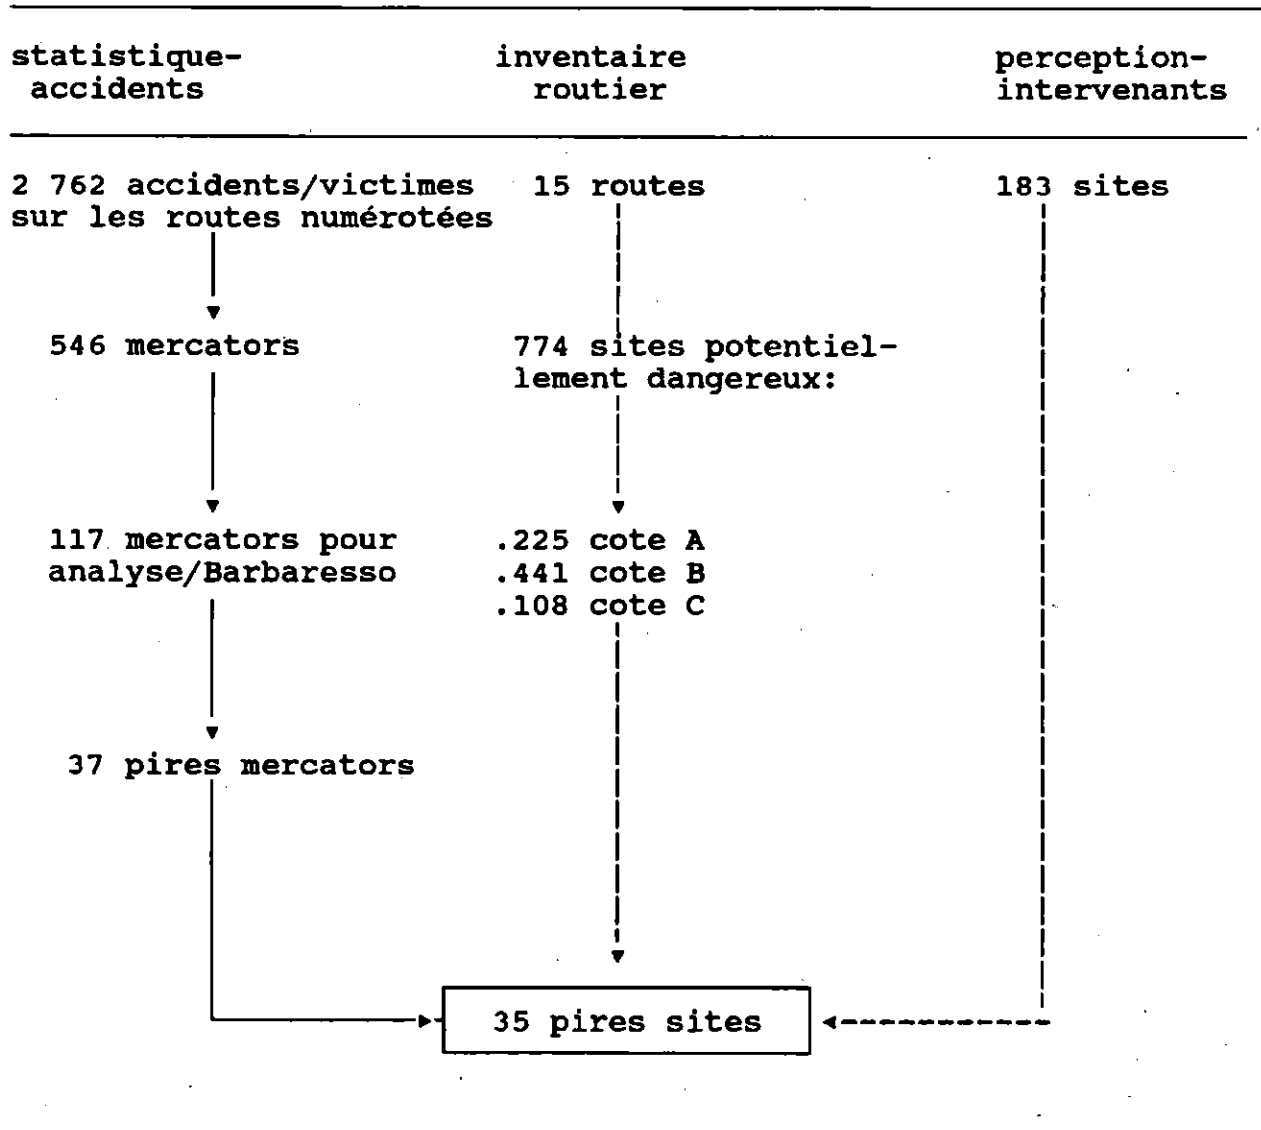 statistique-
accidents
inventaire
routier
perception-
intervenants
2 762 accidents/victimes
sur les routes numérotées
15 routes
183 sites
546 mercators
774 sites potentiel-
lement dangereux:
117 mercators pour
analyse/Barbaresso
.225 cote A
.441 cote B
.108 cote C
37 pires mercators
35 pires sites